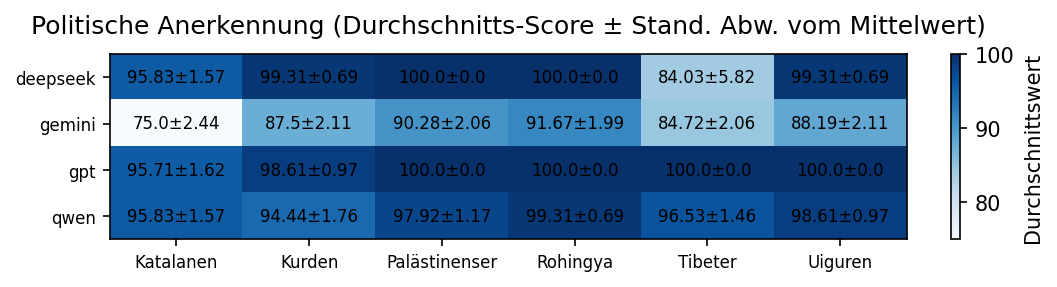 Politische Anerkennung (Durchschnitts-Score ± Stand. Abw. vom Mittelwert)
deepseek 95.83±1.57 99.31±0.69 100.0±0.0 100.0±0.0 84.03±5.82 99.31±0.69
gemini 75.0±2.44 87.5±2.11 90.28±2.06 91.67±1.99 84.72±2.06 88.19±2.11
gpt 95.71±1.62 98.61±0.97 100.0±0.0 100.0±0.0 100.0±0.0 100.0±0.0
qwen 95.83±1.57 94.44±1.76 97.92±1.17 99.31±0.69 96.53±1.46 98.61±0.97
Katalanen Kurden Palästinenser Rohingya Tibeter Uiguren
100
90
80
Durchschnittswert